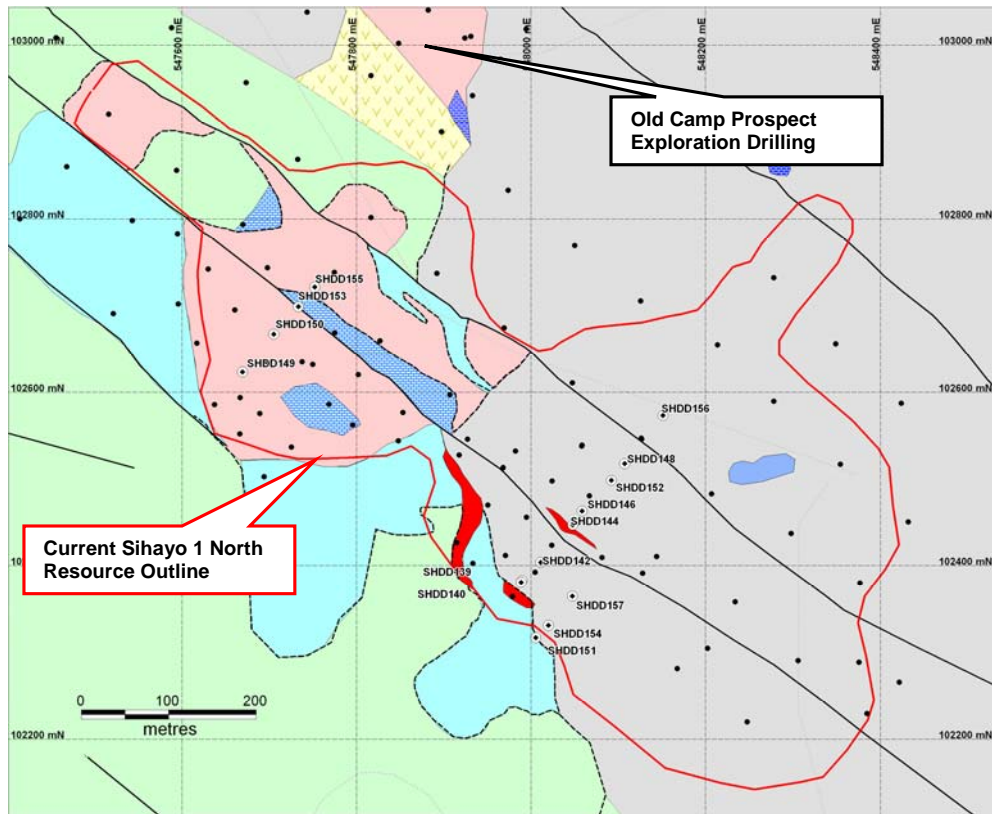 547600 mE
547800 mE
548000 mE
548200 mE
548400 mE
103000 mN
103000 mN
Old Camp Prospect
Exploration Drilling
102800 mN
102800 mN
SHDD155
SHDD153
SHDD150
SHBD149
102600 mN
102600 mN
SHDD156
SHDD148
SHDD152
SHDD146
SHDD144
Current Sihayo 1 North
Resource Outline
102400 mN
SHDD142
SHDD139
SHDD140
SHDD157
SHDD154
SHDD151
0 100 200
metres
102200 mN
102200 mN